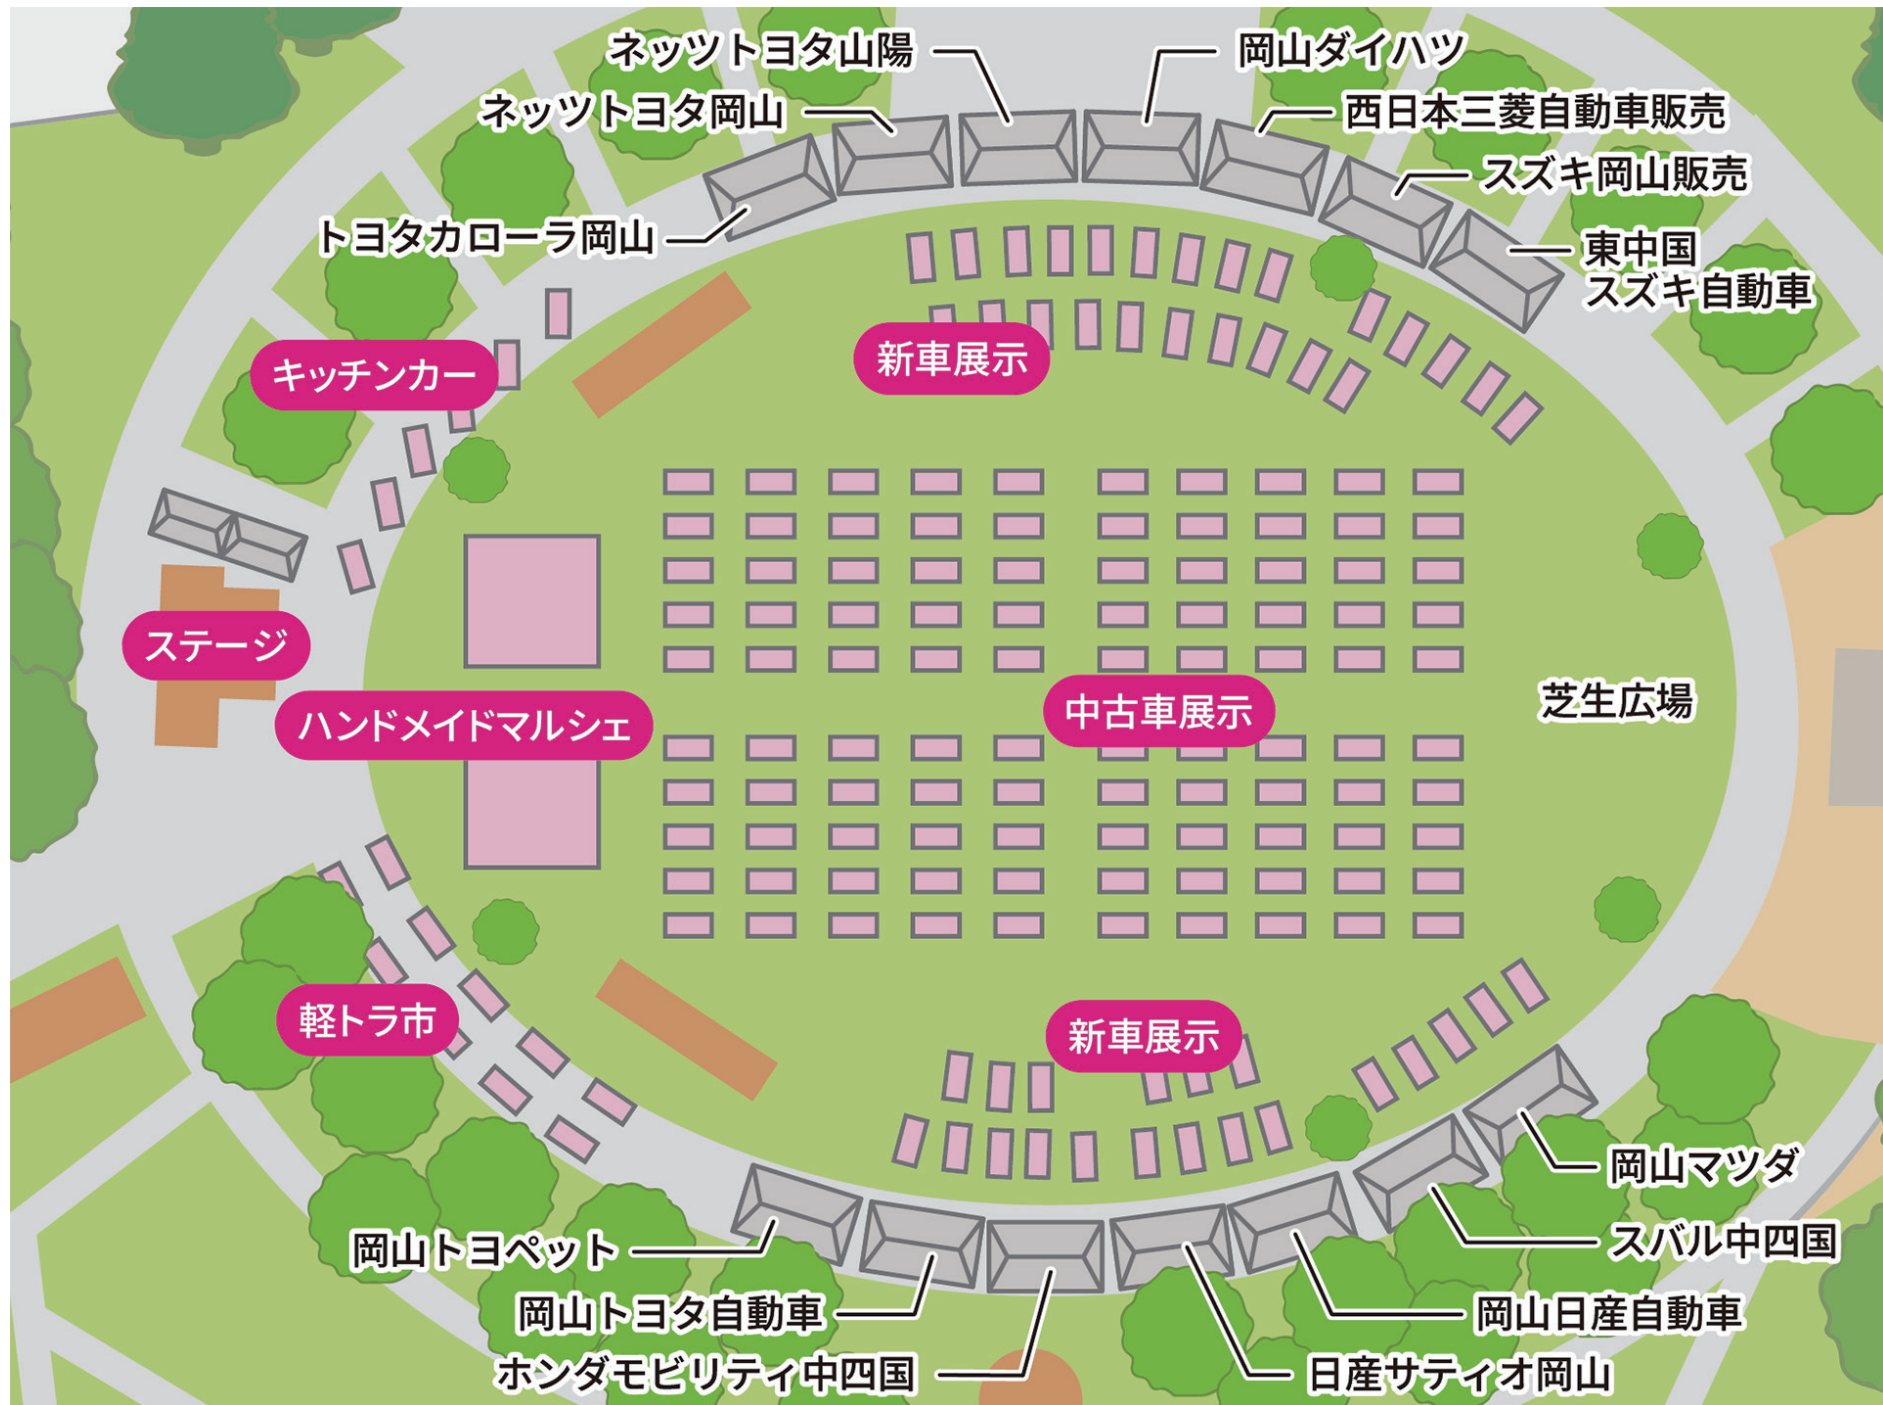 ネッツトヨタ山陽
岡山ダイハツ
ネッツトヨタ岡山
西日本三菱自動車販売
スズキ岡山販売
トヨタカローラ岡山
東中国
スズキ自動車
新車展示
キッチンカー
ステージ
ハンドメイドマルシェ
中古車展示
芝生広場
軽トラ市
新車展示
岡山マツダ
スバル中四国
岡山トヨペット
岡山トヨタ自動車
岡山日産自動車
ホンダモビリティ中四国
日産サティオ岡山